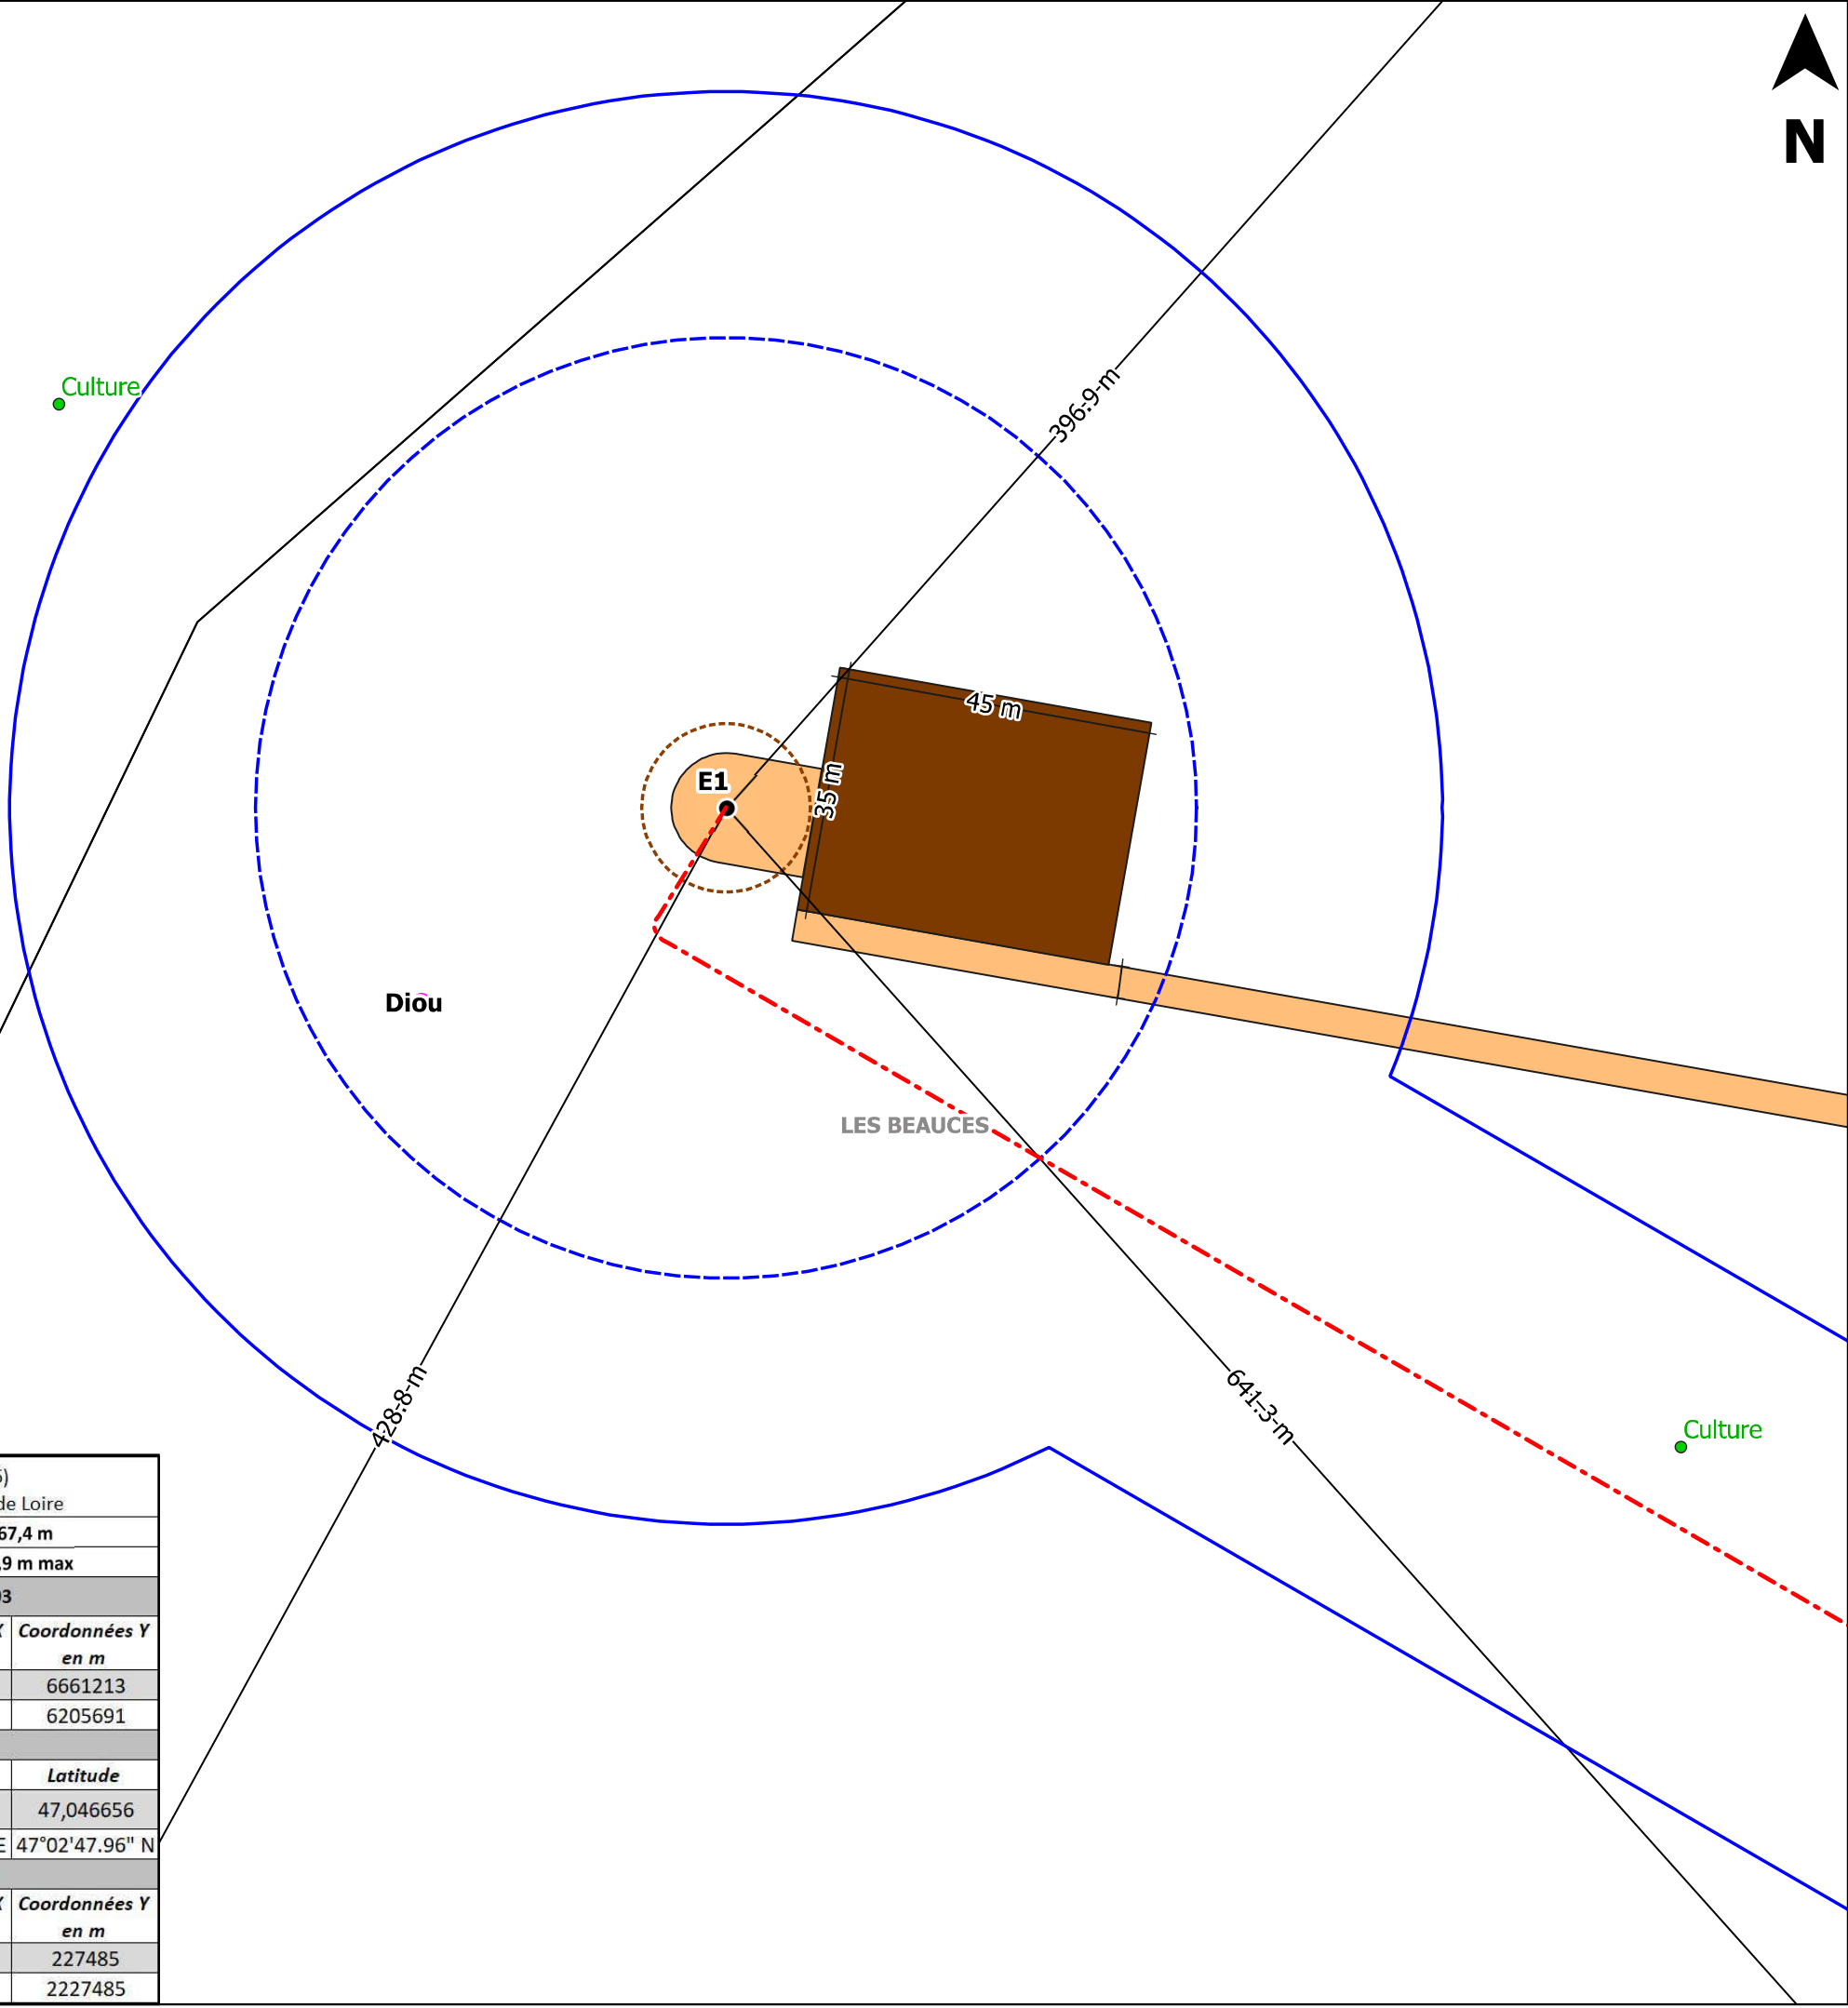 N
Culture
396.9 m
45 m
E1
35 m
Diou
LES BEAUCES
428.8 m
641.3 m
Culture
de Loire
67,4 m
,9 m max
Coordonnées Y
en m
6661213
6205691
Latitude
47,046656
E 47°02'47.96" N
Coordonnées Y
en m
227485
2227485